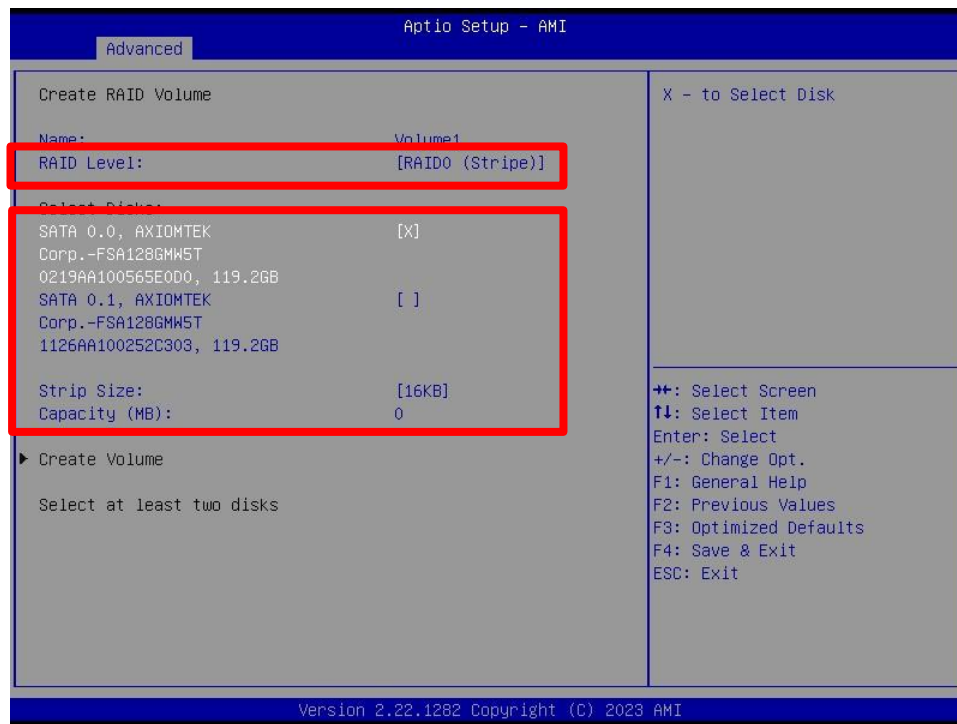 Aptio Setup - AMI
Advanced
Create RAID Volume
X - to Select Disk
Name: Volume1
RAID Level: [RAID0 (Stripe)]
Select Disks:
SATA 0.0, AXIOMTEK [X]
Corp.-FSA128GMW5T
0219AA100565E0D0, 119.2GB
SATA 0.1, AXIOMTEK [ ]
Corp.-FSA128GMW5T
1126AA100252C303, 119.2GB
Strip Size: [16KB]
Capacity (MB): 0
▶ Create Volume
Select at least two disks
→←: Select Screen
↑↓: Select Item
Enter: Select
+/-: Change Opt.
F1: General Help
F2: Previous Values
F3: Optimized Defaults
F4: Save & Exit
ESC: Exit
Version 2.22.1282 Copyright (C) 2023 AMI